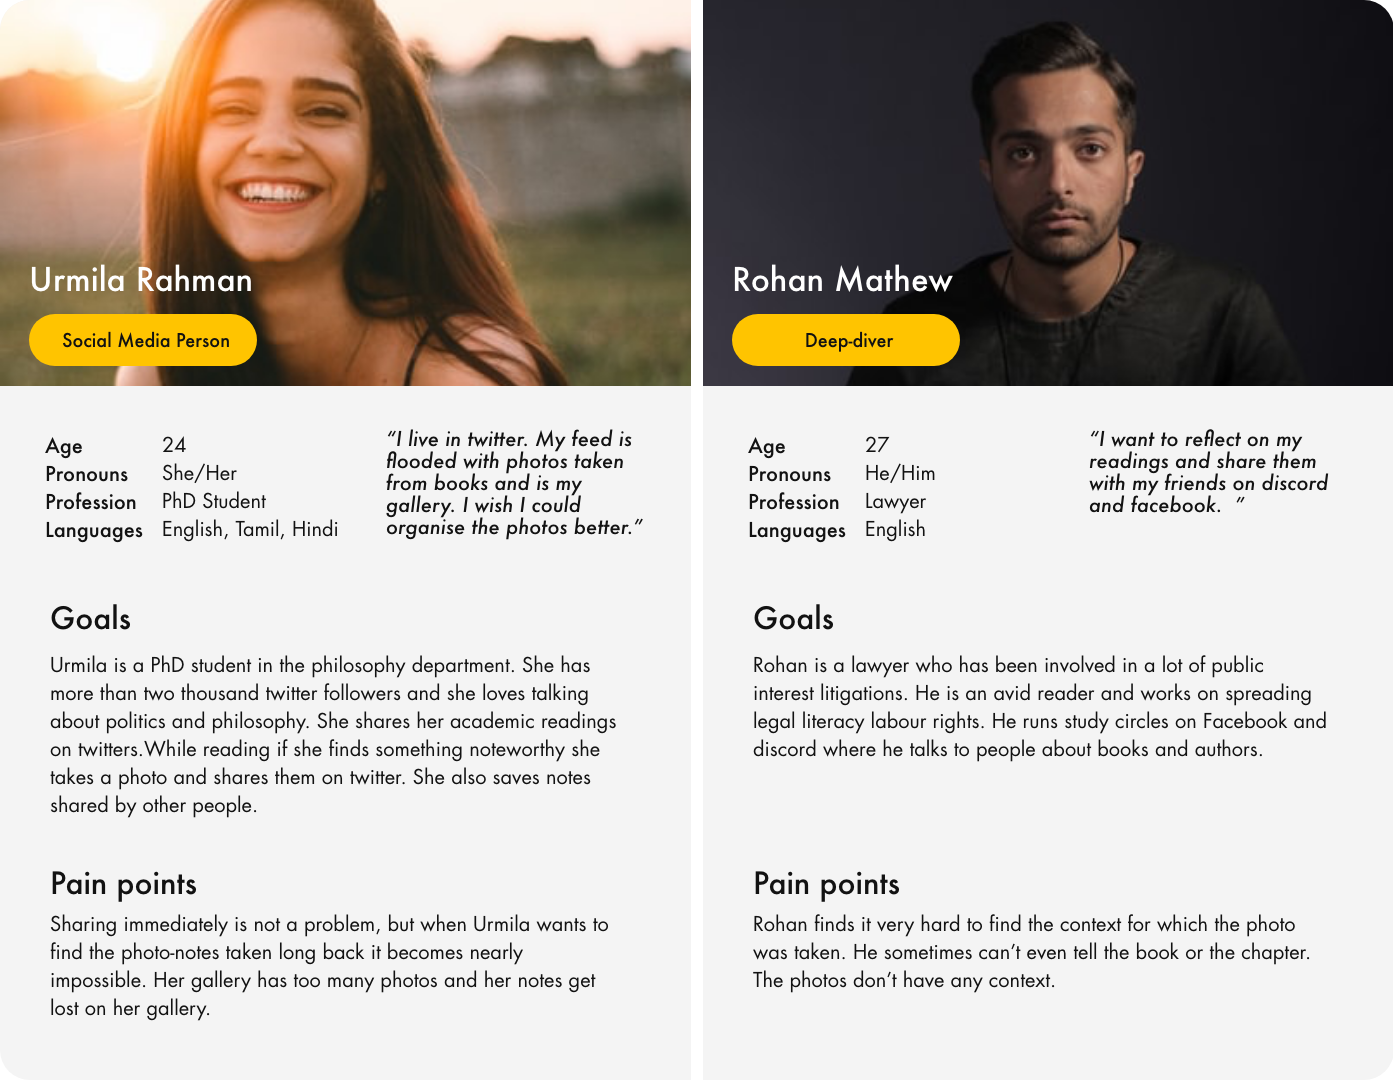 Urmila Rahman
Social Media Person
Age 24
Pronouns She/Her
Profession PhD Student
Languages English, Tamil, Hindi
“I live in twitter. My feed is
flooded with photos taken
from books and is my
gallery. I wish I could
organise the photos better.”
Goals
Urmila is a PhD student in the philosophy department. She has
more than two thousand twitter followers and she loves talking
about politics and philosophy. She shares her academic readings
on twitters.While reading if she finds something noteworthy she
takes a photo and shares them on twitter. She also saves notes
shared by other people.
Pain points
Sharing immediately is not a problem, but when Urmila wants to
find the photo-notes taken long back it becomes nearly
impossible. Her gallery has too many photos and her notes get
lost on her gallery.
Rohan Mathew
Deep-diver
Age 27
Pronouns He/Him
Profession Lawyer
Languages English
“I want to reflect on my
readings and share them
with my friends on discord
and facebook. ”
Goals
Rohan is a lawyer who has been involved in a lot of public
interest litigations. He is an avid reader and works on spreading
legal literacy labour rights. He runs study circles on Facebook and
discord where he talks to people about books and authors.
Pain points
Rohan finds it very hard to find the context for which the photo
was taken. He sometimes can’t even tell the book or the chapter.
The photos don’t have any context.